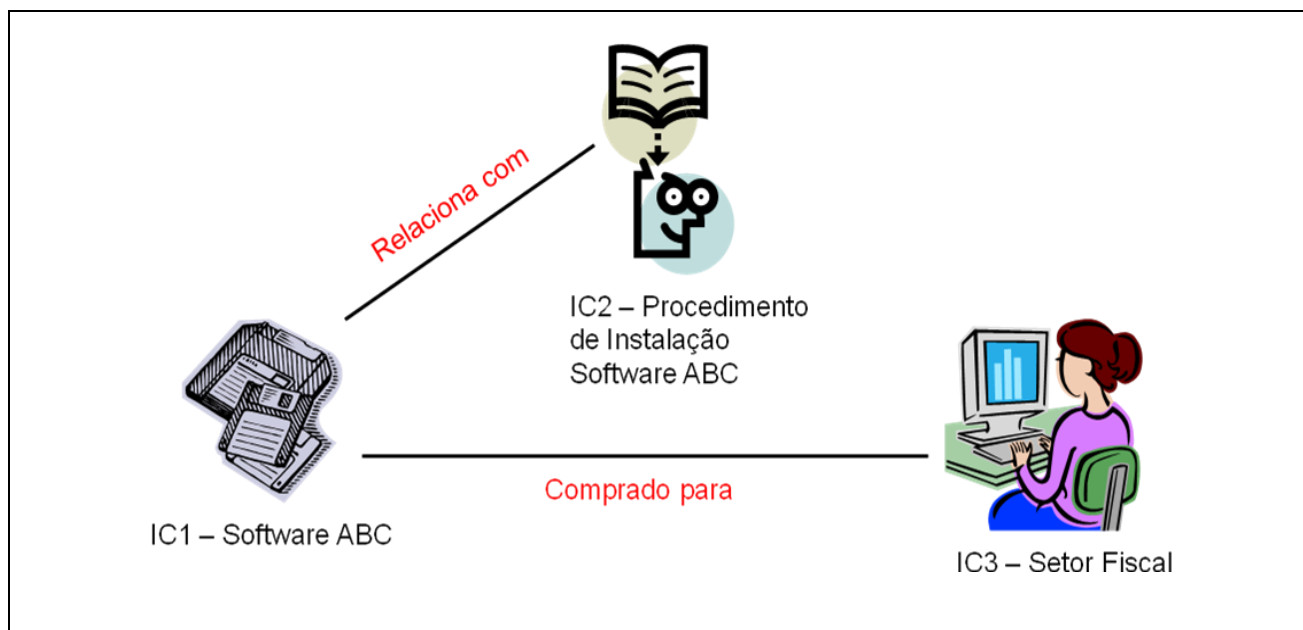 Relaciona com
IC2 – Procedimento
de Instalação
Software ABC
Comprado para
IC1 – Software ABC
IC3 – Setor Fiscal